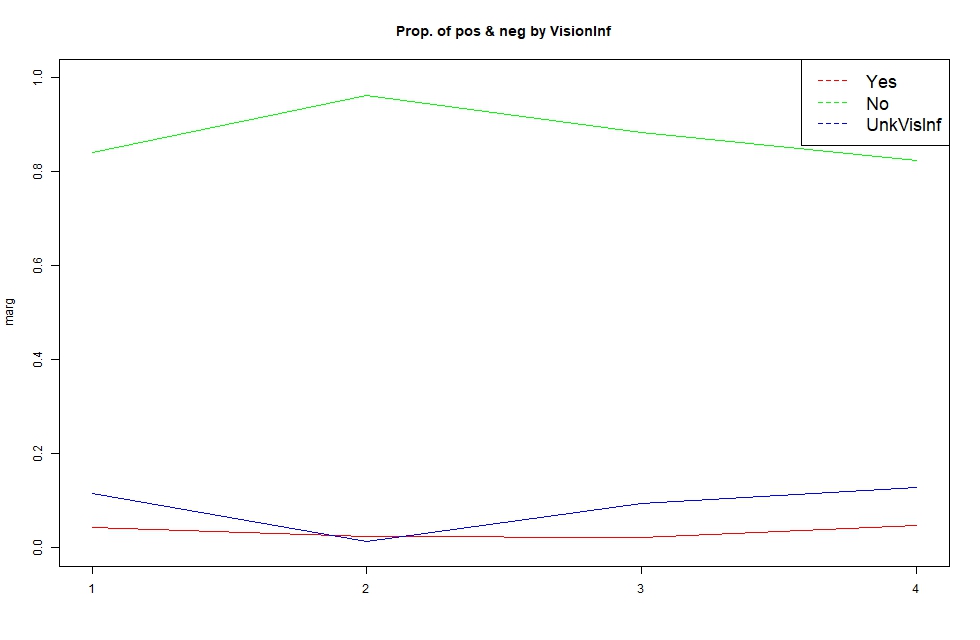 Prop. of pos & neg by VisionInf
Yes
No
UnkVisInf
marg
1.0
0.8
0.6
0.4
0.2
0.0
1 2 3 4